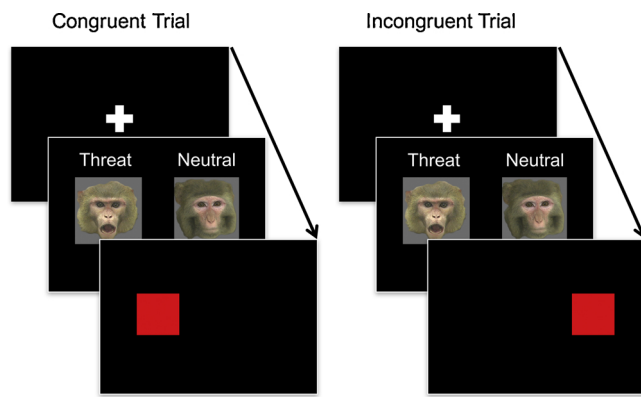 Congruent Trial
Incongruent Trial
Threat
Neutral
Threat
Neutral